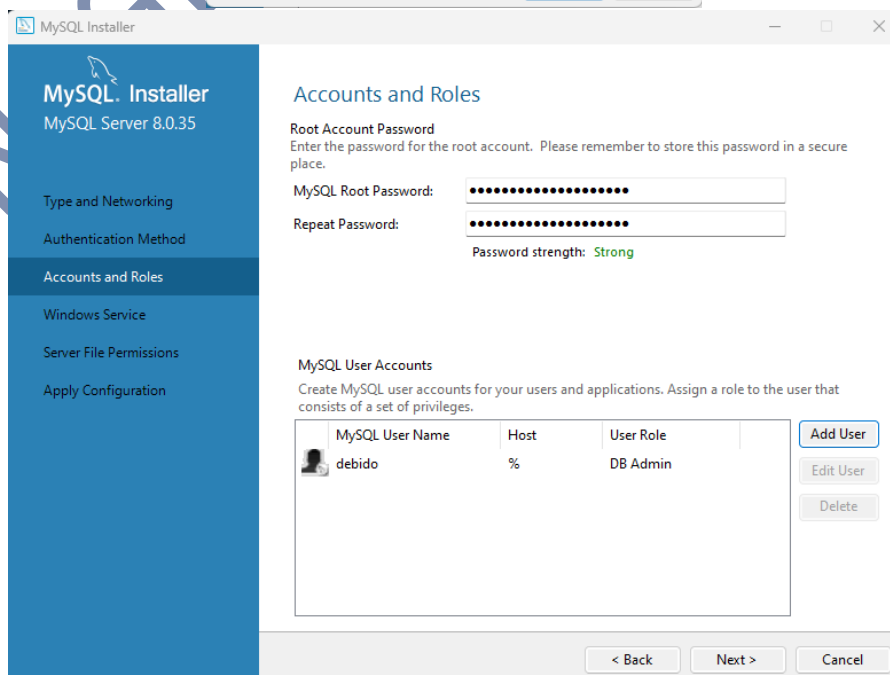 MySQL Installer
MySQL. Installer
MySQL Server 8.0.35
Type and Networking
Authentication Method
Accounts and Roles
Windows Service
Server File Permissions
Apply Configuration
Accounts and Roles
Root Account Password
Enter the password for the root account. Please remember to store this password in a secure
place.
MySQL Root Password: ●●●●●●●●●●●●●●●●●●●●
Repeat Password: ●●●●●●●●●●●●●●●●●●●●
Password strength: Strong
MySQL User Accounts
Create MySQL user accounts for your users and applications. Assign a role to the user that
consists of a set of privileges.
MySQL User Name Host User Role
debido % DB Admin
Add User
Edit User
Delete
< Back Next > Cancel